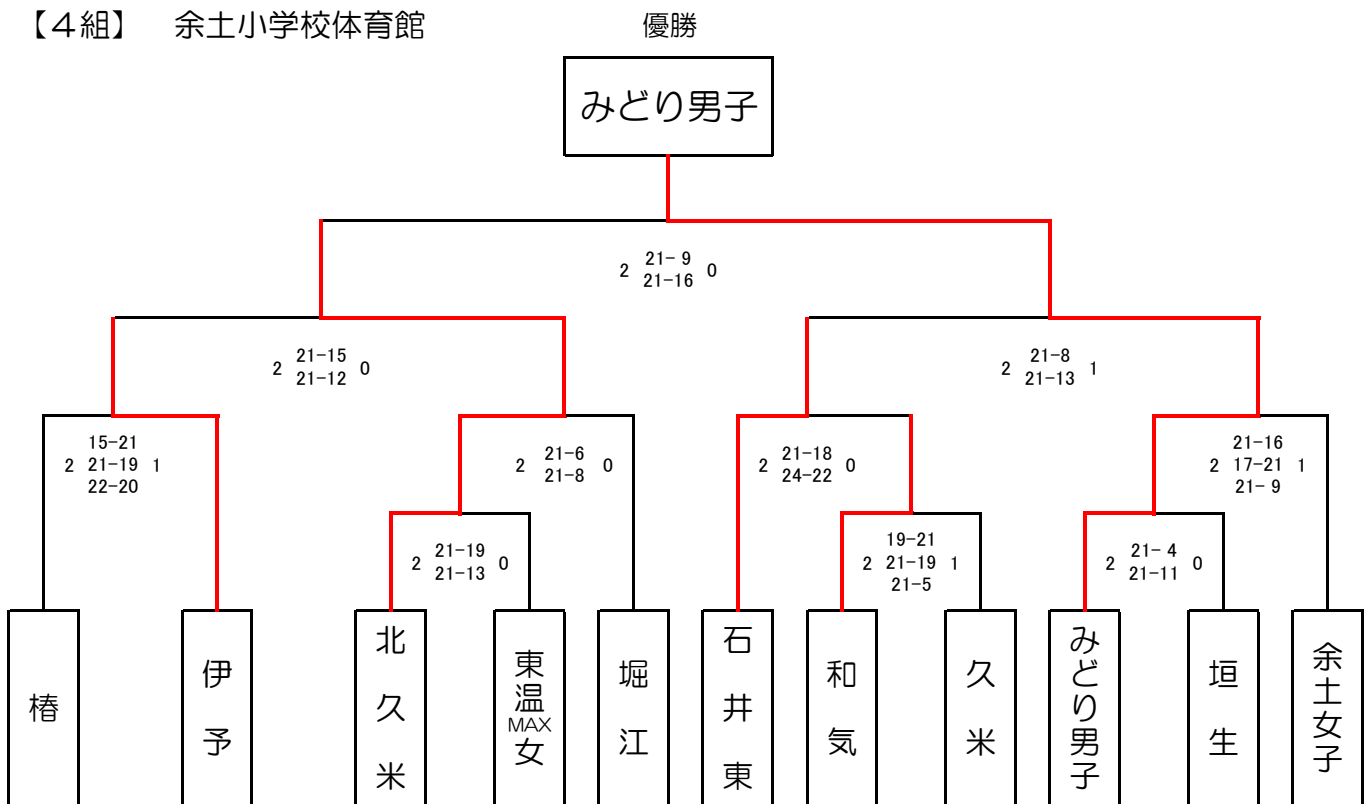 【４組】　余土小学校体育館
優勝
みどり男子
2 21-9 0
21-16
2 21-15 0
21-12
2 21-8 1
21-13
15-21
2 21-19 1
22-20
2 21-6 0
21-8
2 21-18 0
24-22
21-16
2 17-21 1
21-9
2 21-19 0
21-13
19-21
2 21-19 1
21-5
2 21-4 0
21-11
椿
伊予
北久米
東温MAX女
堀江
石井東
和気
久米
みどり男子
垣生
余土女子